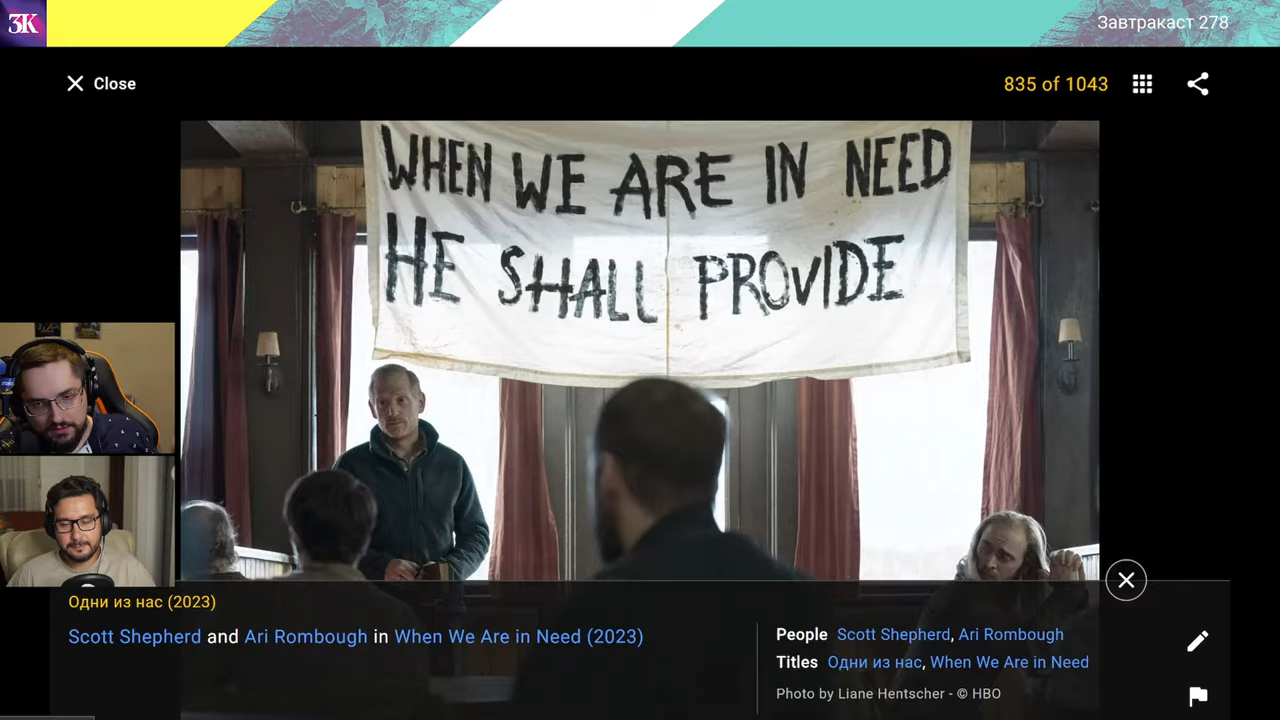 ЗК
Завтракаст 278
Close
835 of 1043
WHEN WE ARE IN NEED
HE SHALL PROVIDE
Одни из нас (2023)
Scott Shepherd and Ari Rombough in When We Are in Need (2023)
People Scott Shepherd, Ari Rombough
Titles Одни из нас, When We Are in Need
Photo by Liane Hentscher - © HBO